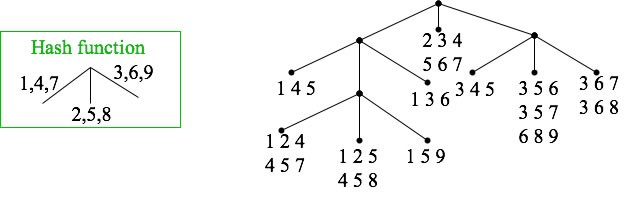 Hash function
1,4,7
3,6,9
2,5,8
2 3 4
5 6 7
1 4 5
1 3 6
3 4 5
3 5 6
3 5 7
6 8 9
3 6 7
3 6 8
1 2 4
4 5 7
1 2 5
4 5 8
1 5 9